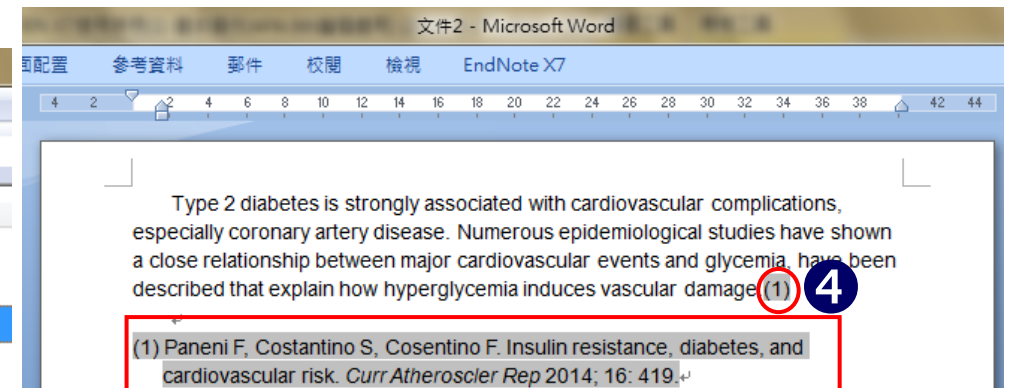 文件2 - Microsoft Word
面配置 參考資料 郵件 校閱 檢視 EndNote X7
4 2 2 4 6 8 10 12 14 16 18 20 22 24 26 28 30 32 34 36 38 42 44
Type 2 diabetes is strongly associated with cardiovascular complications,
especially coronary artery disease. Numerous epidemiological studies have shown
a close relationship between major cardiovascular events and glycemia, have been
described that explain how hyperglycemia induces vascular damage.(1) 4
(1) Paneni F, Costantino S, Cosentino F. Insulin resistance, diabetes, and
cardiovascular risk. Curr Atheroscler Rep 2014; 16: 419.